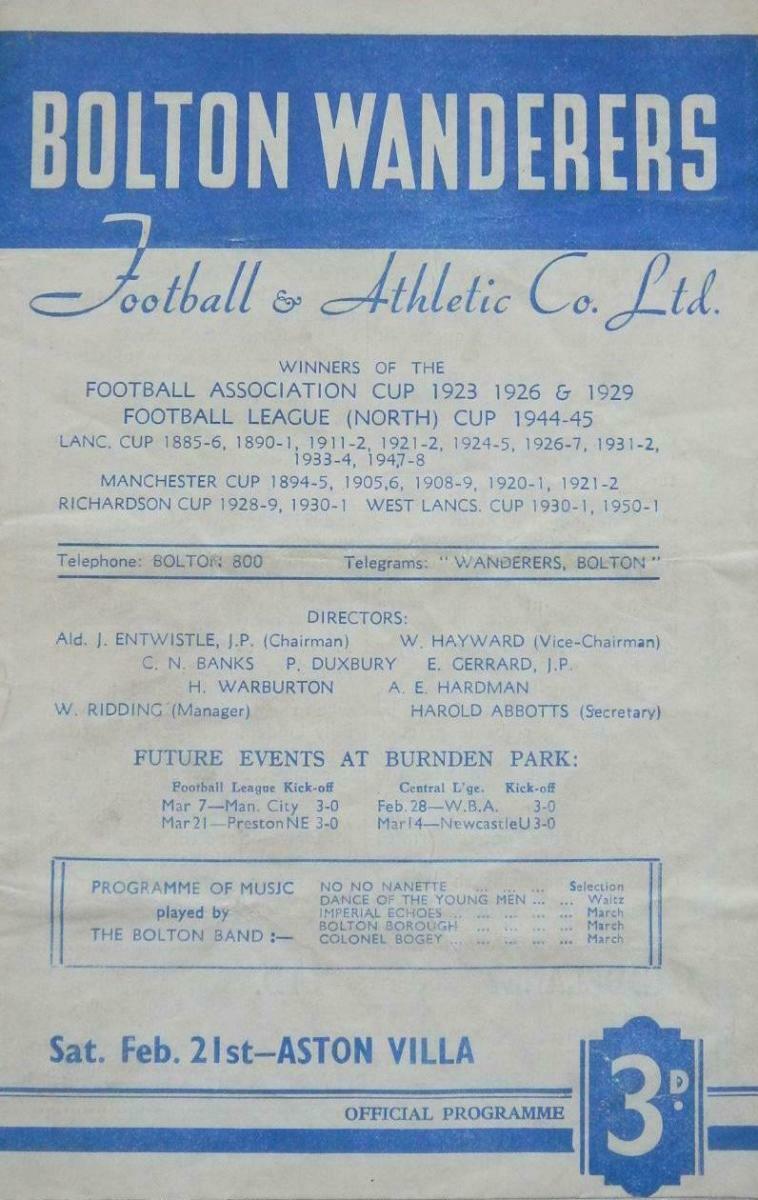 BOLTON WANDERERS
Football & Athletic Co. Ltd.
WINNERS OF THE
FOOTBALL ASSOCIATION CUP 1923 1926 & 1929
FOOTBALL LEAGUE (NORTH) CUP 1944-45
LANC. CUP 1885-6, 1890-1, 1911-2, 1921-2, 1924-5, 1926-7, 1931-2,
1933-4, 1947-8
MANCHESTER CUP 1894-5, 1905,6, 1908-9, 1920-1, 1921-2
RICHARDSON CUP 1928-9, 1930-1 WEST LANCS. CUP 1930-1, 1950-1
Telephone: BOLTON 800 Telegrams: "WANDERERS, BOLTON"
DIRECTORS:
Ald. J. ENTWISTLE, J.P. (Chairman) W. HAYWARD (Vice-Chairman)
C. N. BANKS P. DUXBURY E. GERRARD, J.P.
H. WARBURTON A. E. HARDMAN
W. RIDDING (Manager) HAROLD ABBOTTS (Secretary)
FUTURE EVENTS AT BURNDEN PARK:
Football League Kick-off Central L'ge. Kick-off
Mar 7—Man. City 3-0 Feb. 28—W.B.A. 3-0
Mar 21—Preston NE 3-0 Mar 14—Newcastle U 3-0
PROGRAMME OF MUSIC
played by
THE BOLTON BAND :—
NO NO NANETTE ... ... ... Selection
DANCE OF THE YOUNG MEN ... ... Waltz
IMPERIAL ECHOES .. ... ... ... ... March
BOLTON BOROUGH ... ... ... ... March
COLONEL BOGEY ... ... ... ... ... March
Sat. Feb. 21st—ASTON VILLA
OFFICIAL PROGRAMME
3D.